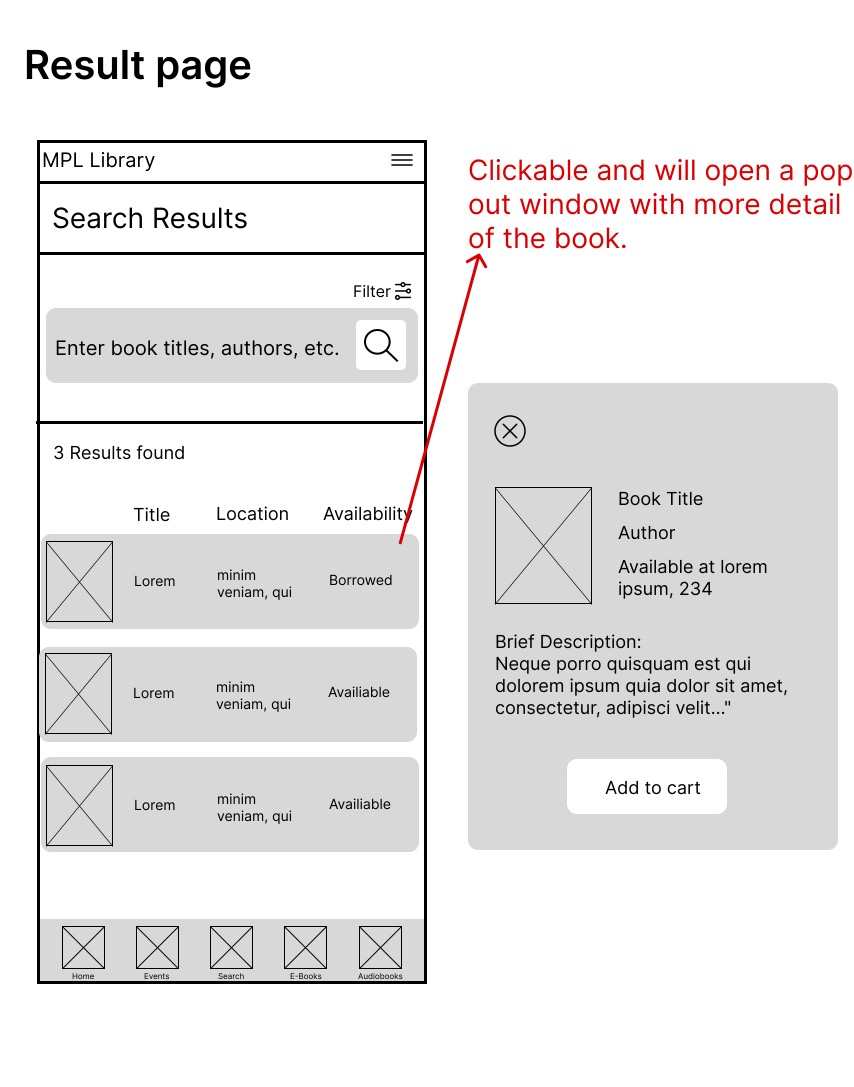 Result page
MPL Library
Search Results
Filter
Enter book titles, authors, etc.
3 Results found
Title Location Availability
Lorem minim
veniam, qui Borrowed
Lorem minim
veniam, qui Availiable
Lorem minim
veniam, qui Availiable
Home Events Search E-Books Audiobooks
Clickable and will open a pop
out window with more detail
of the book.
Book Title
Author
Available at lorem
ipsum, 234
Brief Description:
Neque porro quisquam est qui
dolorem ipsum quia dolor sit amet,
consectetur, adipisci velit..."
Add to cart